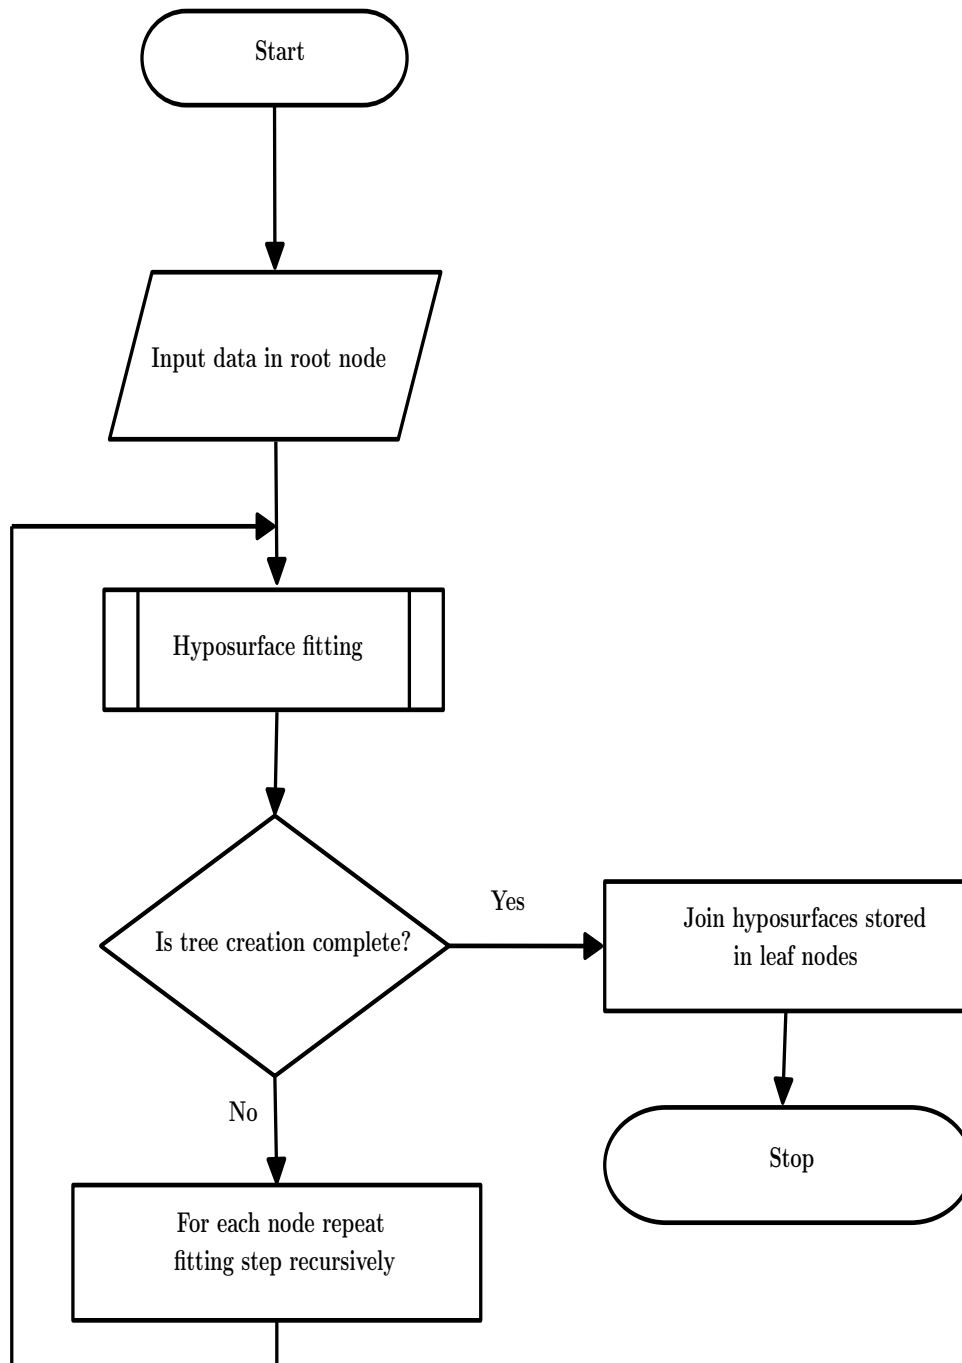 Start
Input data in root node
Hyposurface fitting
Is tree creation complete?
Yes
Join hyposurfaces stored
in leaf nodes
No
Stop
For each node repeat
fitting step recursively